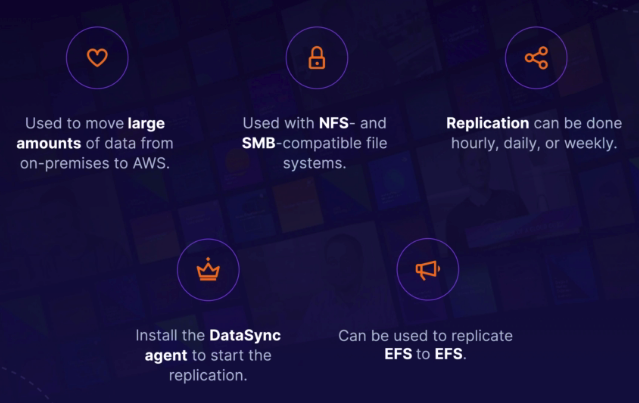 Used to move large
amounts of data from
on-premises to AWS.
Used with NFS- and
SMB-compatible file
systems.
Replication can be done
hourly, daily, or weekly.
Install the DataSync
agent to start the
replication.
Can be used to replicate
EFS to EFS.